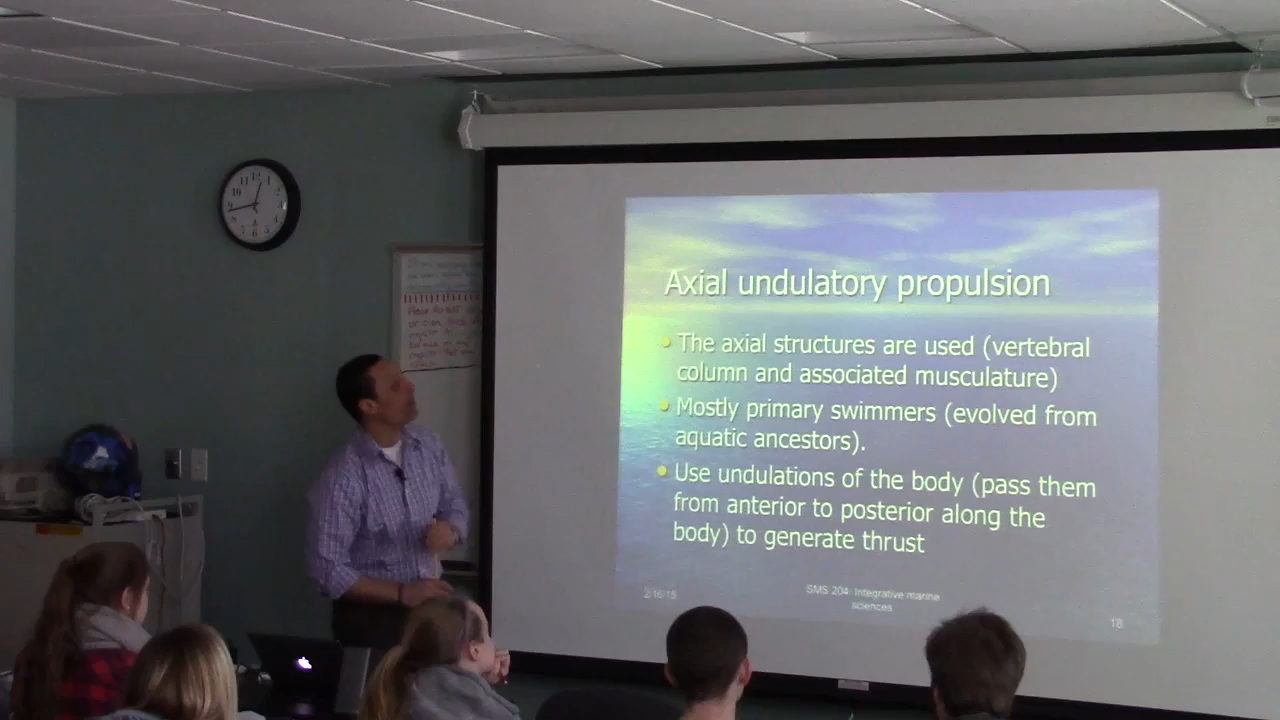 Axial undulatory propulsion
The axial structures are used (vertebral
column and associated musculature)
Mostly primary swimmers (evolved from
aquatic ancestors).
Use undulations of the body (pass them
from anterior to posterior along the
body) to generate thrust
2/16/15
SMS 204: Integrative marine
sciences
18